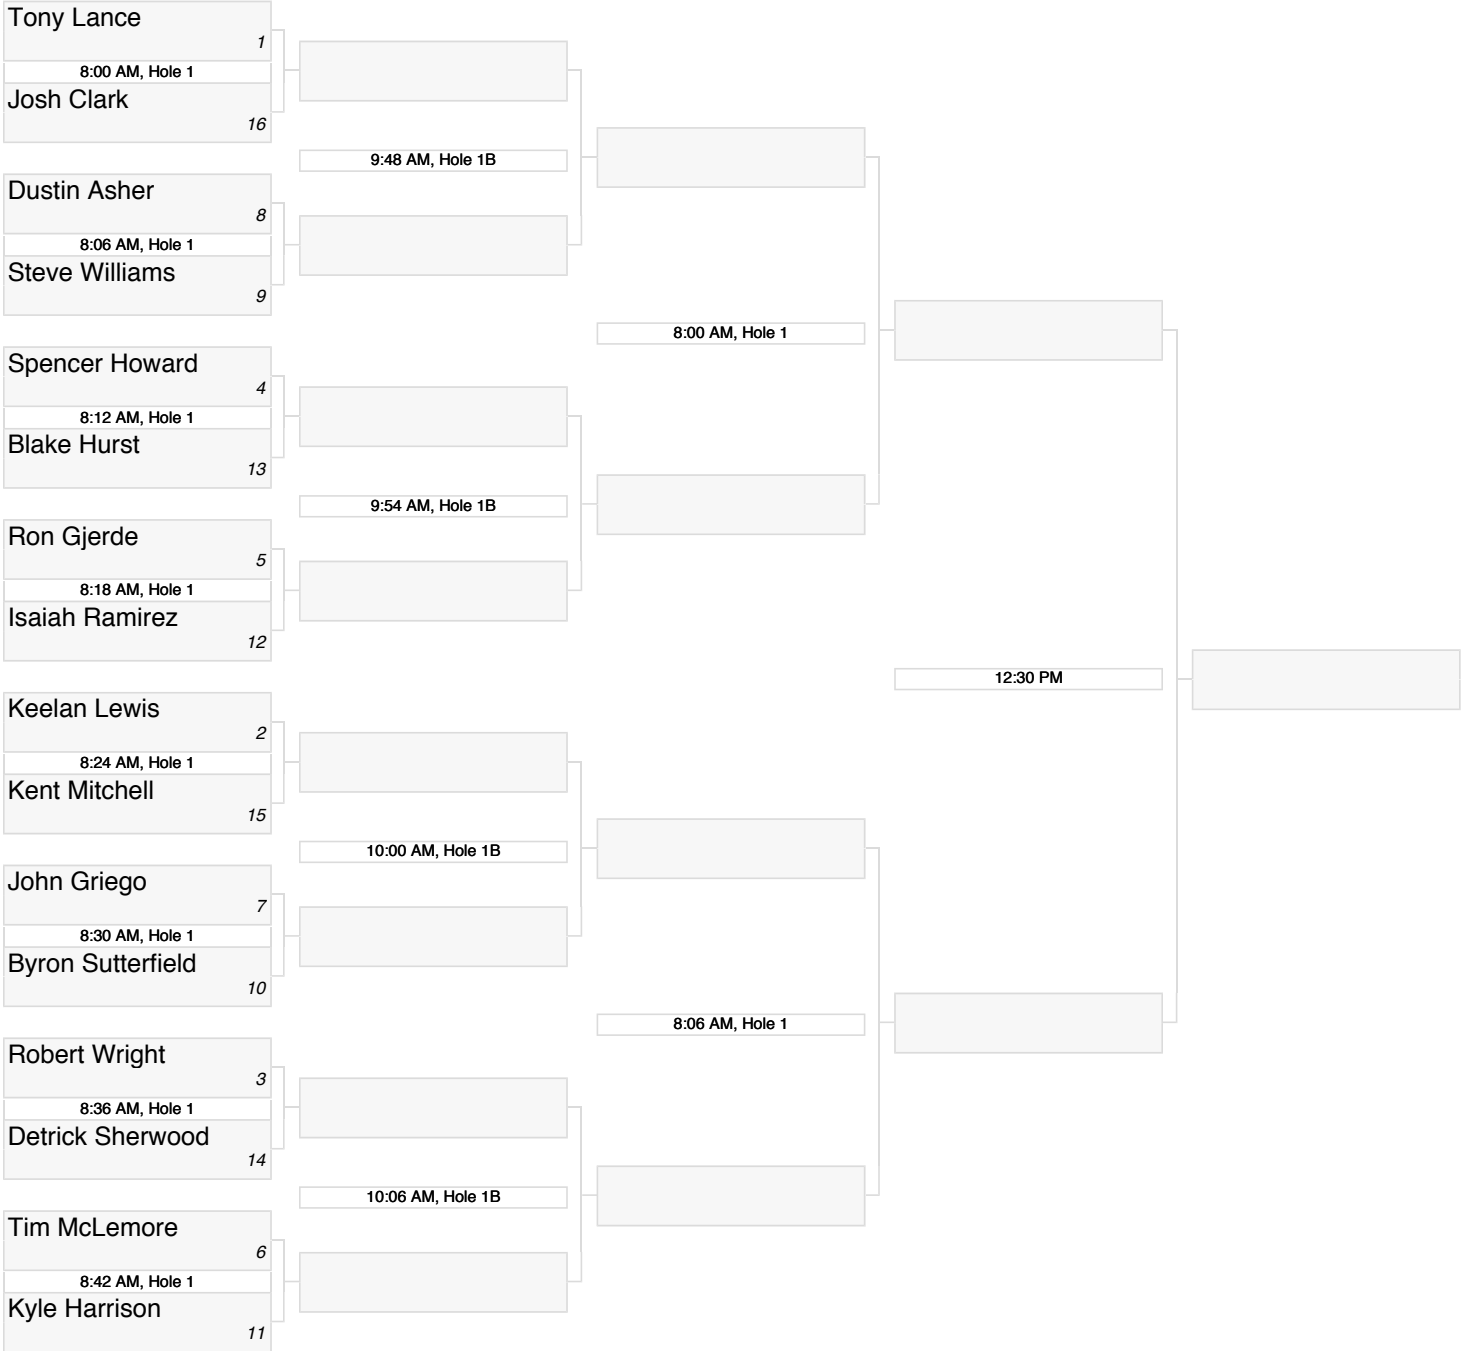 Tony Lance
1
8:00 AM, Hole 1
Josh Clark
16
9:48 AM, Hole 1B
Dustin Asher
8
8:06 AM, Hole 1
Steve Williams
9
8:00 AM, Hole 1
Spencer Howard
4
8:12 AM, Hole 1
Blake Hurst
13
9:54 AM, Hole 1B
Ron Gjerde
5
8:18 AM, Hole 1
Isaiah Ramirez
12
12:30 PM
Keelan Lewis
2
8:24 AM, Hole 1
Kent Mitchell
15
10:00 AM, Hole 1B
John Griego
7
8:30 AM, Hole 1
Byron Sutterfield
10
8:06 AM, Hole 1
Robert Wright
3
8:36 AM, Hole 1
Detrick Sherwood
14
10:06 AM, Hole 1B
Tim McLemore
6
8:42 AM, Hole 1
Kyle Harrison
11